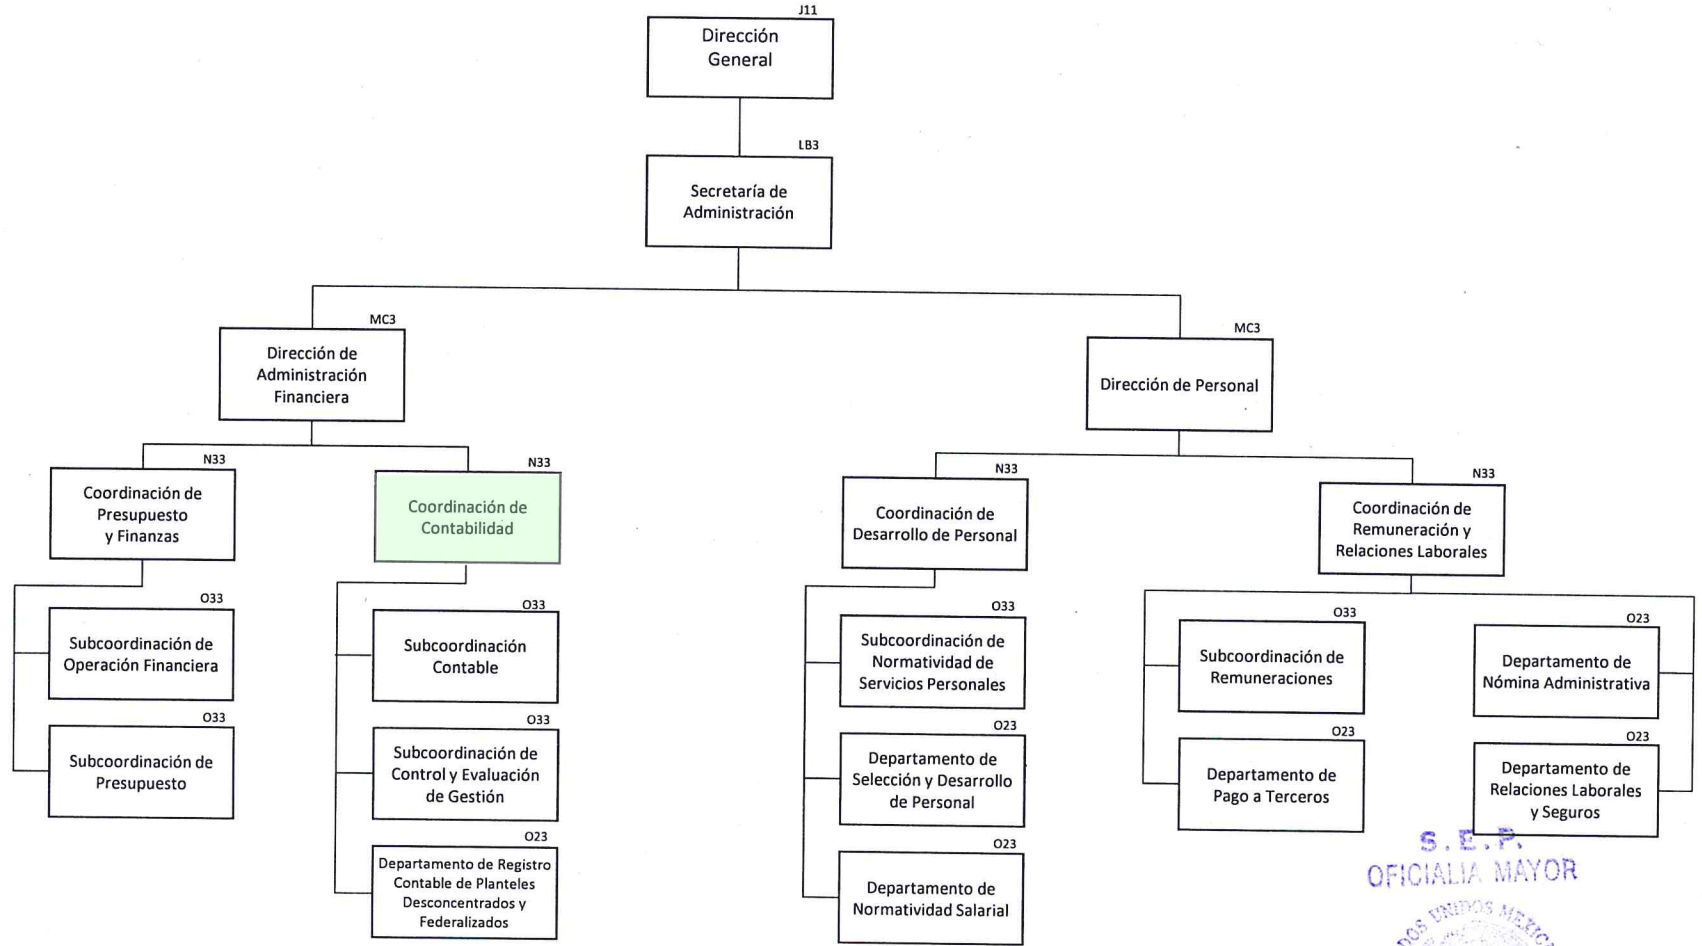 J11
Dirección
General
LB3
Secretaría de
Administración
MC3
Dirección de
Administración
Financiera
MC3
Dirección de Personal
N33
Coordinación de
Presupuesto
y Finanzas
N33
Coordinación de
Contabilidad
N33
Coordinación de
Desarrollo de Personal
N33
Coordinación de
Remuneración y
Relaciones Laborales
O33
Subcoordinación de
Operación Financiera
O33
Subcoordinación de
Presupuesto
O33
Subcoordinación
Contable
O33
Subcoordinación de
Control y Evaluación
de Gestión
O23
Departamento de Registro
Contable de Planteles
Desconcentrados y
Federalizados
O33
Subcoordinación de
Normatividad de
Servicios Personales
O23
Departamento de
Selección y Desarrollo
de Personal
O23
Departamento de
Normatividad Salarial
O33
Subcoordinación de
Remuneraciones
O23
Departamento de
Pago a Terceros
O23
Departamento de
Nómina Administrativa
O23
Departamento de
Relaciones Laborales
y Seguros
S.E.P.
OFICIALIA MAYOR
UNIDOS